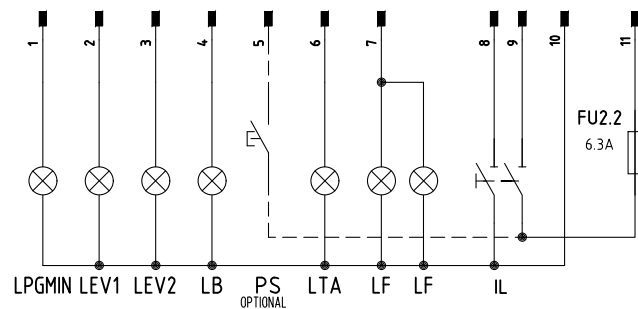 1 2 3 4 5 6 7 8 9 10 11
FU2.2
6.3A
LPGMIN LEV1 LEV2 LB PS LTA LF LF IL
OPTIONAL